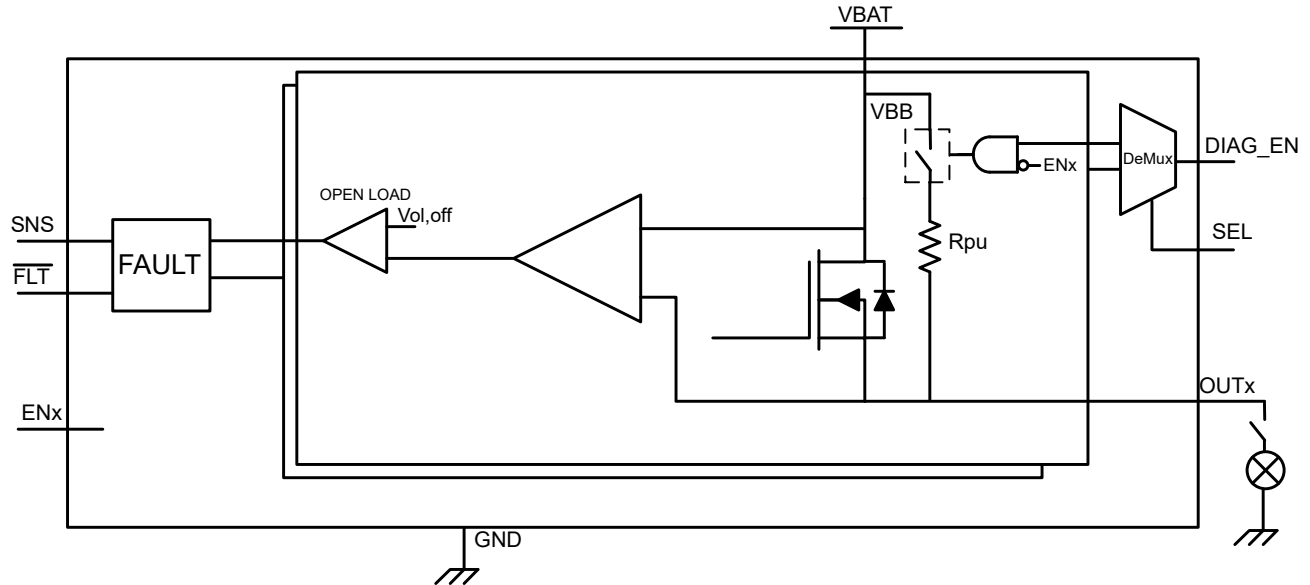 VBAT
VBB
DIAG_EN
DeMux
ENx
OPEN LOAD
Vol,off
SNS
SEL
Rpu
FAULT
FLT
OUTx
ENx
GND